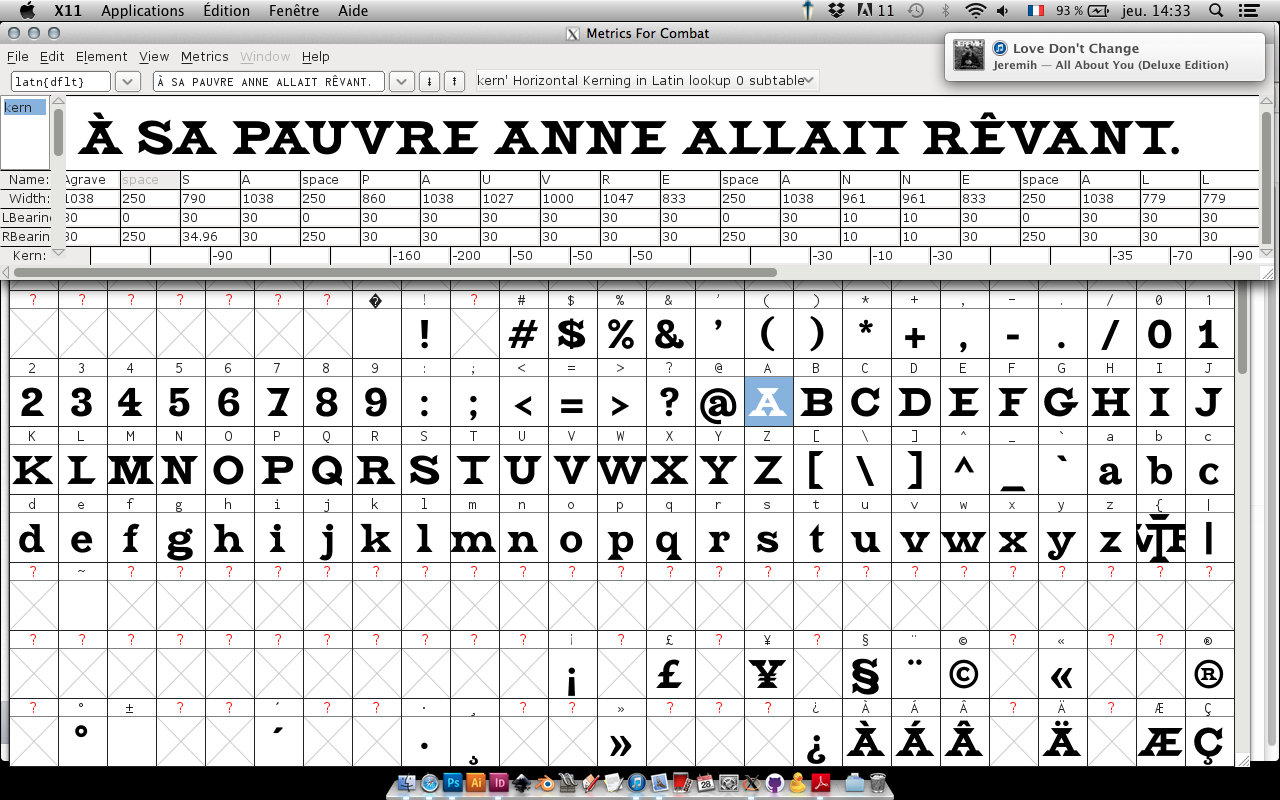 X11 Applications Édition Fenêtre Aide 11 93 % jeu. 14:33
Metrics For Combat
Love Don't Change
Jeremih — All About You (Deluxe Edition)
File Edit Element View Metrics Window Help
latn{dflt} À SA PAUVRE ANNE ALLAIT RÊVANT. kern' Horizontal Kerning in Latin lookup 0 subtable
kern
À SA PAUVRE ANNE ALLAIT RÊVANT.
Name: Agrave space S A space P A U V R E space A N N E space A L L
Width: 1038 250 790 1038 250 860 1038 1027 1000 1047 833 250 1038 961 961 833 250 1038 779 779
LBearin 30 0 30 30 0 30 30 30 30 30 30 0 30 10 10 30 0 30 30 30
RBearin 30 250 34.96 30 250 30 30 30 30 30 30 250 30 10 10 30 250 30 30 30
Kern: -90 -160 -200 -50 -50 -50 -30 -10 -30 -35 -70 -90
? ? ? ? ? ? ? � ! ? # $ % & ' ( ) * + , - . / 0 1
! # $ % & ’ ( ) * + , - . / 0 1
2 3 4 5 6 7 8 9 : ; < = > ? @ A B C D E F G H I J
2 3 4 5 6 7 8 9 : ; < = > ? @ A B C D E F G H I J
K L M N O P Q R S T U V W X Y Z [ \ ] ^ _ ` a b c
K L M N O P Q R S T U V W X Y Z [ \ ] ^ _ ` a b c
d e f g h i j k l m n o p q r s t u v w x y z { |
d e f g h i j k l m n o p q r s t u v w x y z |
? ~ ? ? ? ? ? ? ? ? ? ? ? ? ? ? ? ? ? ? ? ? ? ? ?
? ? ? ? ? ? ? ? ? ? ? ¡ ? £ ? ¥ ? § ¨ © ? « ? ? ®
¡ £ ¥ § ¨ © « ®
? ° ± ? ? ´ ? ? · ¸ ? ? » ? ? ? ¿ À Á Â ? Ä ? Æ Ç
° ´ · ¸ » ¿ À Á Â Ä Æ Ç
Ps Ai Id 28